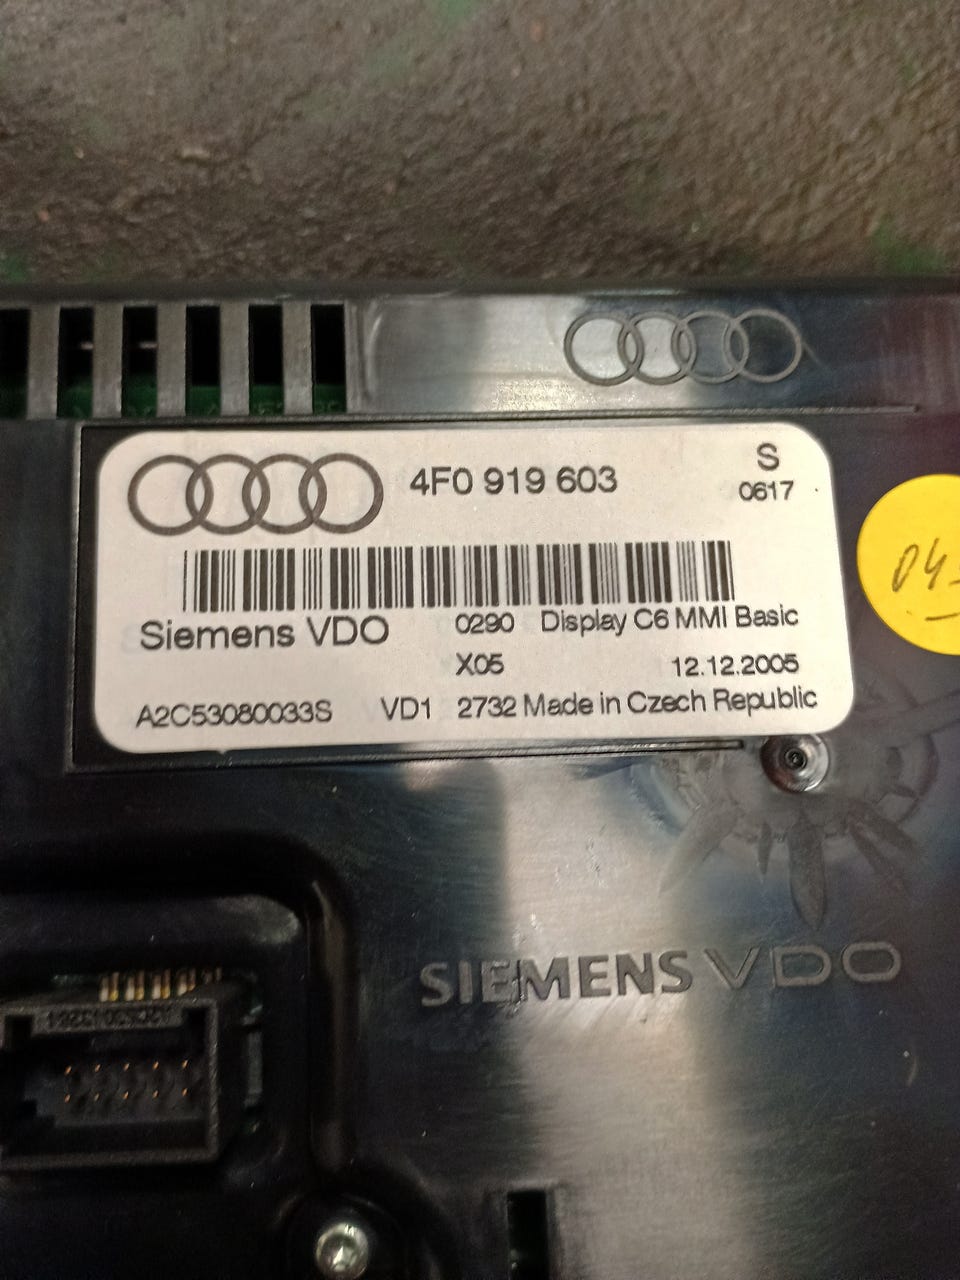 4F0 919 603
S
0617
Siemens VDO
0290 Display C6 MMI Basic
X05 12.12.2005
A2C53080033S VD1 2732 Made in Czech Republic
04
SIEMENS VDO